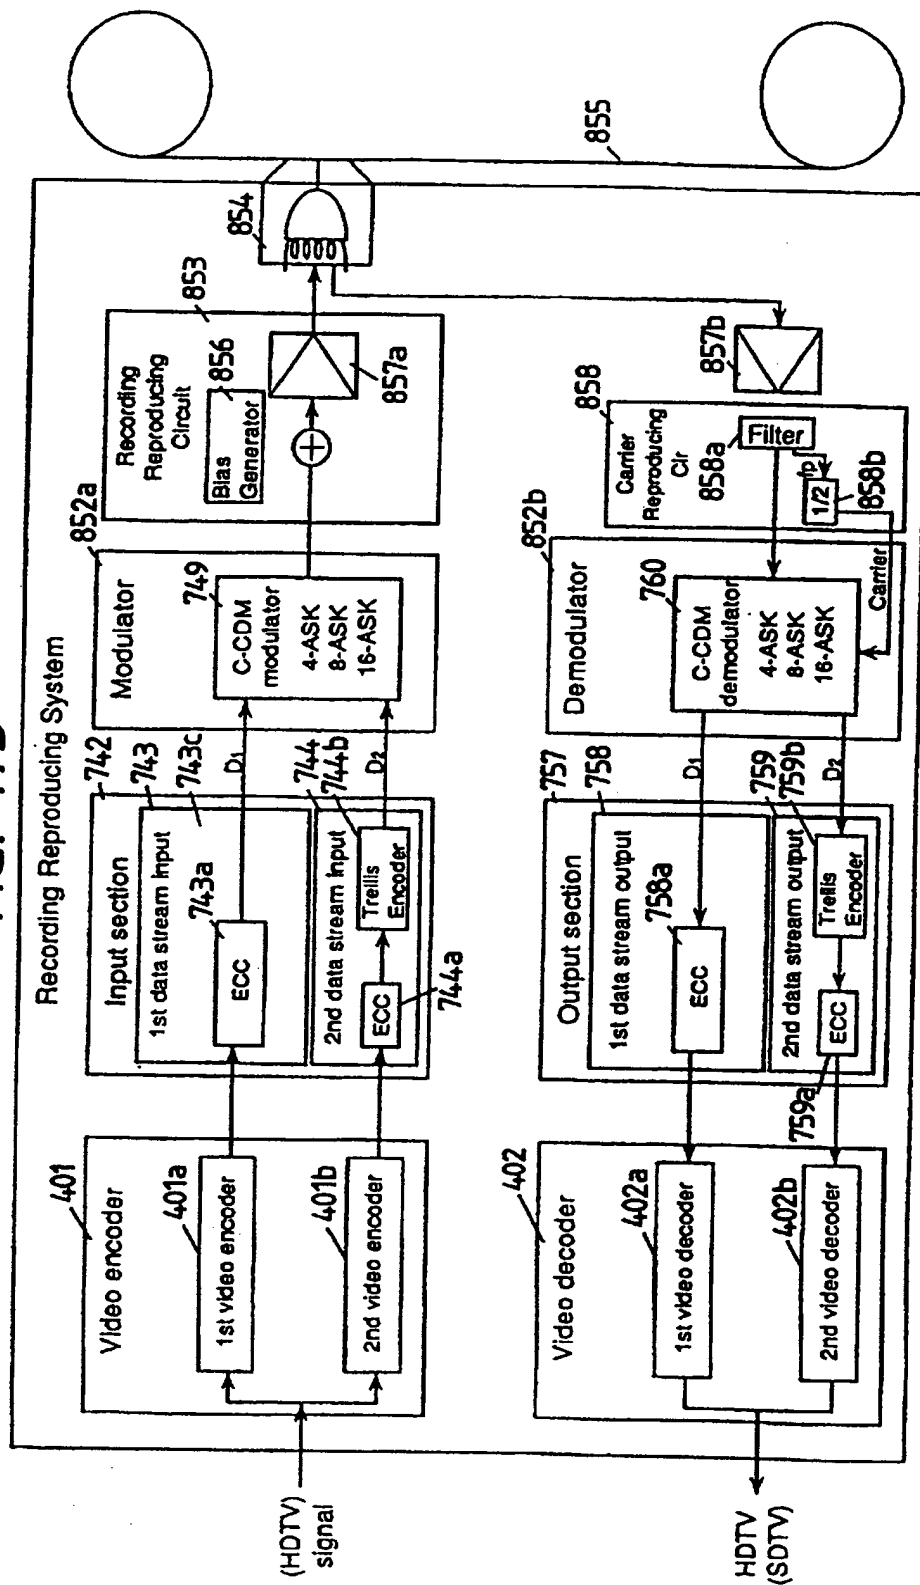 Recording Reproducing System
(HDTV)
signal
401
Video encoder
401a
1st video encoder
401b
2nd video encoder
742
Input section
743
743c
1st data stream input
743a
ECC
744
744b
2nd data stream input
ECC
744a
Trellis
Encoder
D1
D2
852a
Modulator
749
C-CDM
modulator
4-ASK
8-ASK
16-ASK
853
Recording
Reproducing
Circuit
856
Bias
Generator
+
857a
854
855
HDTV
(SDTV)
402
Video decoder
402a
1st video decoder
402b
2nd video decoder
757
Output section
758
1st data stream output
758a
ECC
759
759b
2nd data stream output
ECC
759a
Trellis
Encoder
D1
D2
852b
Demodulator
760
C-CDM
demodulator
4-ASK
8-ASK
16-ASK
Carrier
858
Carrier
Reproducing
Cir
858a
Filter
fp
1/2
858b
857b